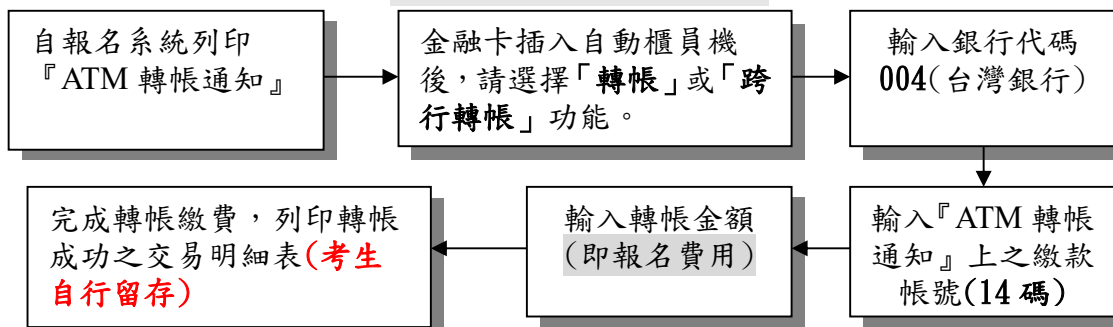 自報名系統列印
『ATM 轉帳通知』
金融卡插入自動櫃員機
後，請選擇「轉帳」或「跨
行轉帳」功能。
輸入銀行代碼
004(台灣銀行)
輸入『ATM 轉帳
通知』上之繳款
帳號(14 碼)
輸入轉帳金額
(即報名費用)
完成轉帳繳費，列印轉帳
成功之交易明細表(考生
自行留存)